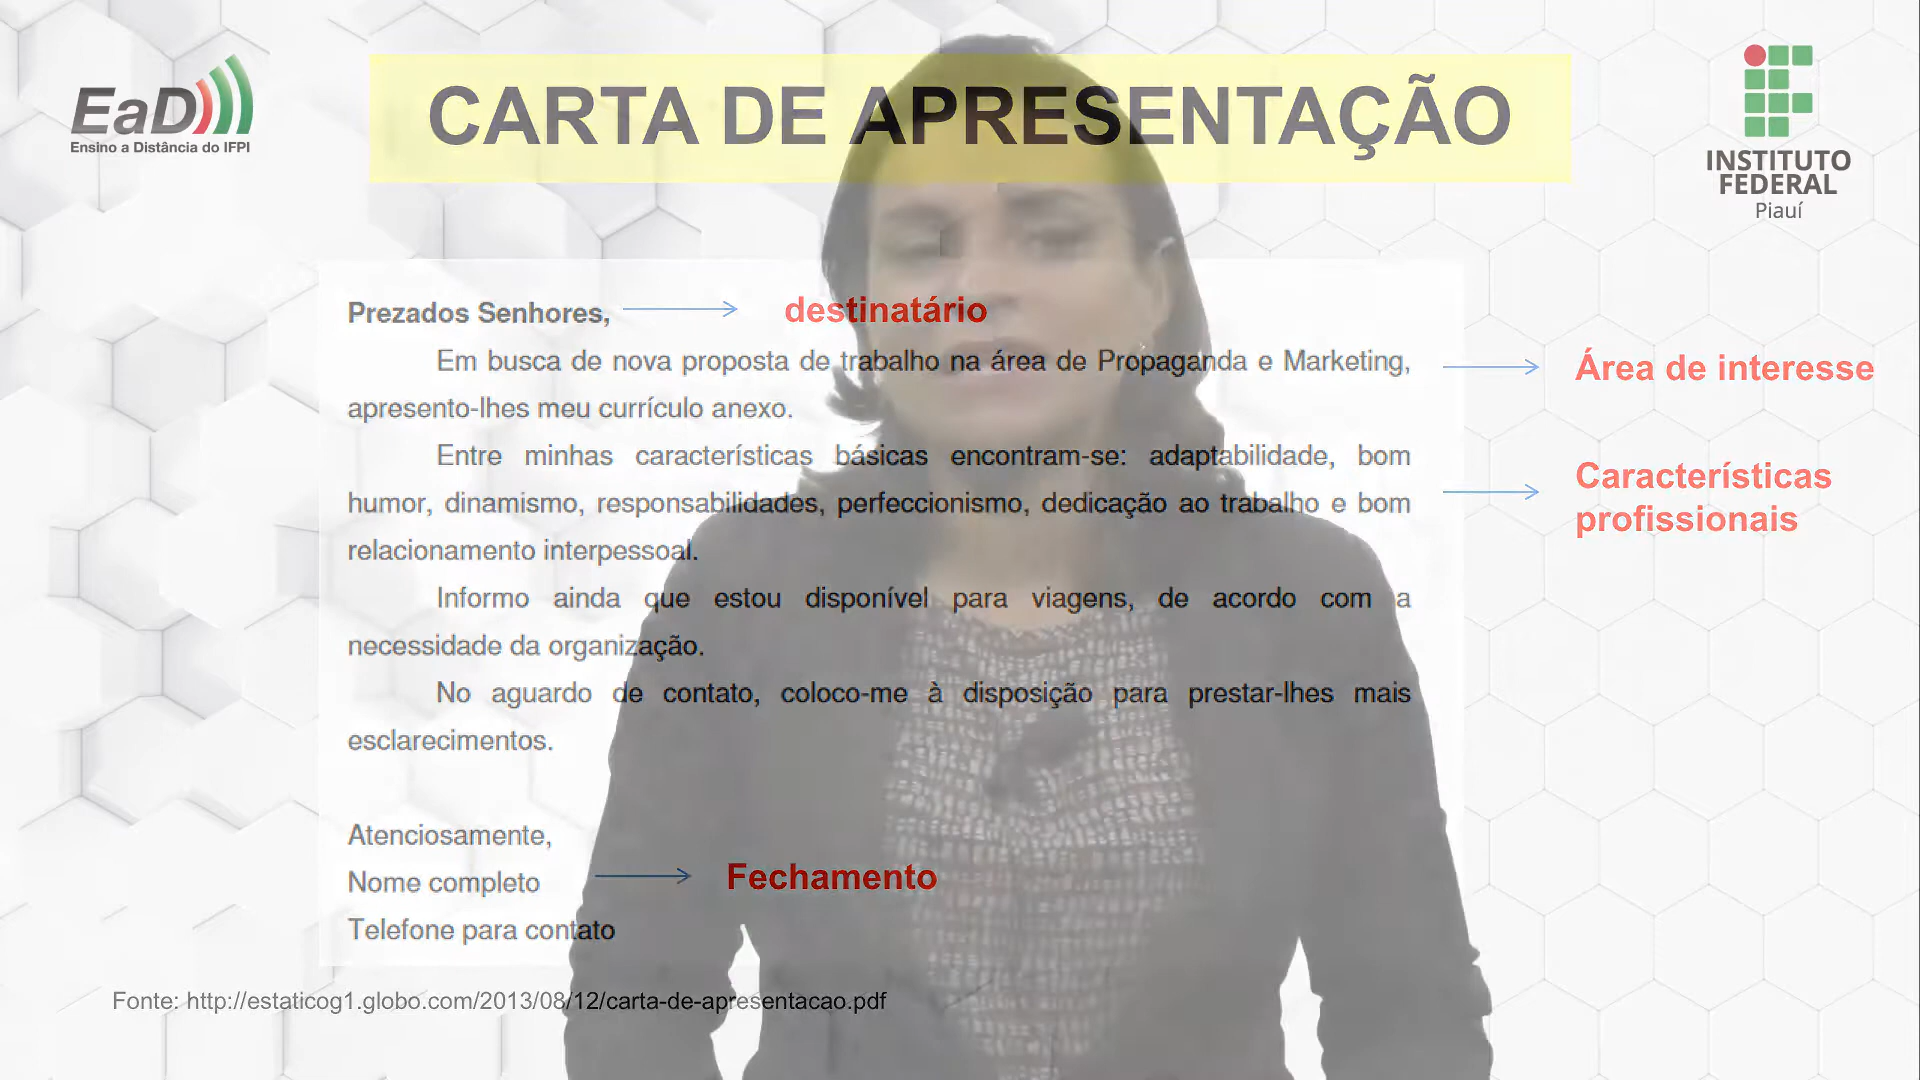 EaD
Ensino a Distância do IFPI
CARTA DE APRESENTAÇÃO
INSTITUTO
FEDERAL
Piauí
Prezados Senhores,
destinatário
Em busca de nova proposta de trabalho na área de Propaganda e Marketing,
apresento-lhes meu currículo anexo.
Área de interesse
Entre minhas características básicas encontram-se: adaptabilidade, bom
humor, dinamismo, responsabilidades, perfeccionismo, dedicação ao trabalho e bom
relacionamento interpessoal.
Características
profissionais
Informo ainda que estou disponível para viagens, de acordo com a
necessidade da organização.
No aguardo de contato, coloco-me à disposição para prestar-lhes mais
esclarecimentos.
Atenciosamente,
Nome completo
Telefone para contato
Fechamento
Fonte: http://estaticog1.globo.com/2013/08/12/carta-de-apresentacao.pdf